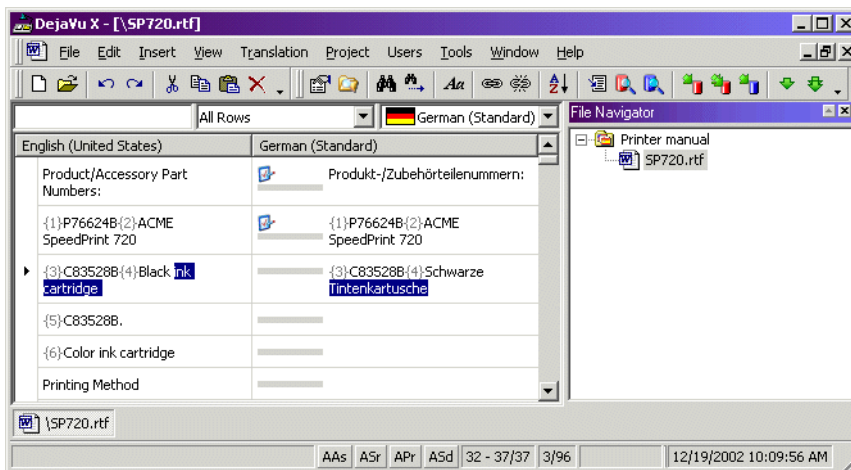 DejaVu X - [\SP720.rtf]
File Edit Insert View Translation Project Users Tools Window Help
Aa
All Rows German (Standard) File Navigator
English (United States) German (Standard) Printer manual
SP720.rtf
Product/Accessory Part Produkt-/Zubehörteilenummern:
Numbers:
{1}P76624B{2}ACME {1}P76624B{2}ACME
SpeedPrint 720 SpeedPrint 720
{3}C83528B{4}Black ink {3}C83528B{4}Schwarze
cartridge Tintenkartusche
{5}C83528B.
{6}Color ink cartridge
Printing Method
\SP720.rtf
AAs ASr APr ASd 32 - 37/37 3/96 12/19/2002 10:09:56 AM